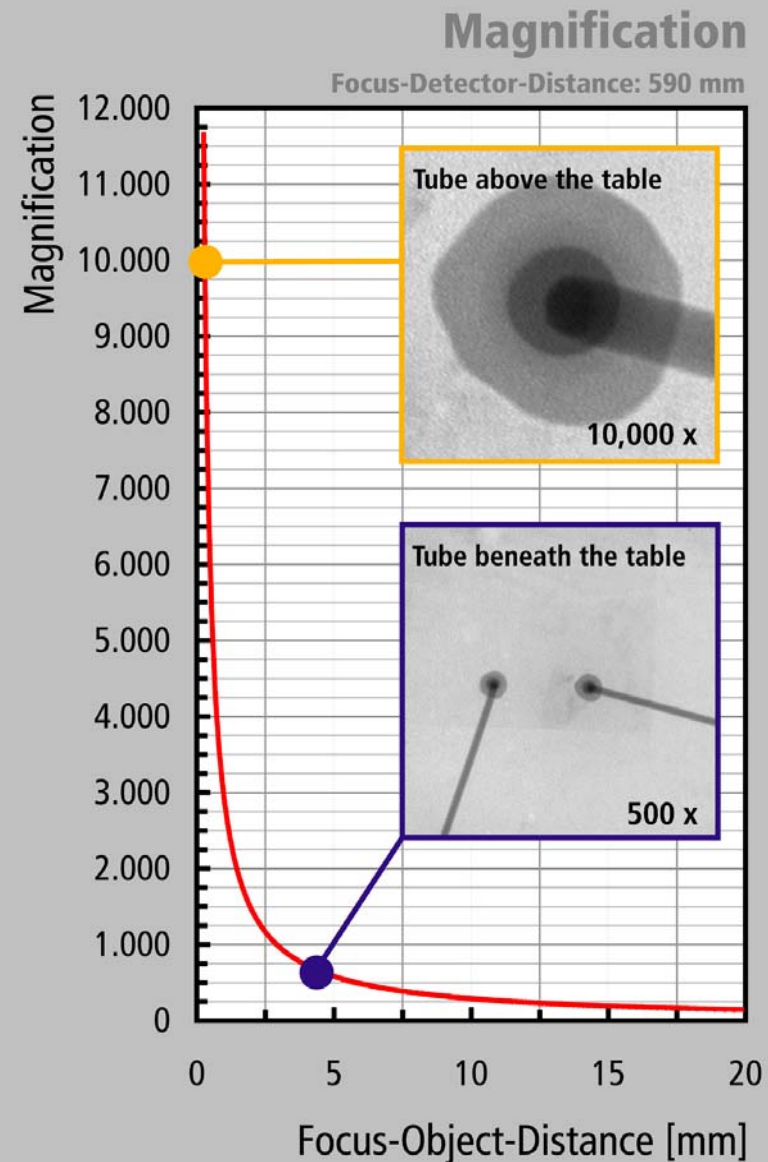 Magnification
Focus-Detector-Distance: 590 mm
Magnification
12.000
11.000
10.000
9.000
8.000
7.000
6.000
5.000
4.000
3.000
2.000
1.000
0
Tube above the table
10,000 x
Tube beneath the table
500 x
0 5 10 15 20
Focus-Object-Distance [mm]